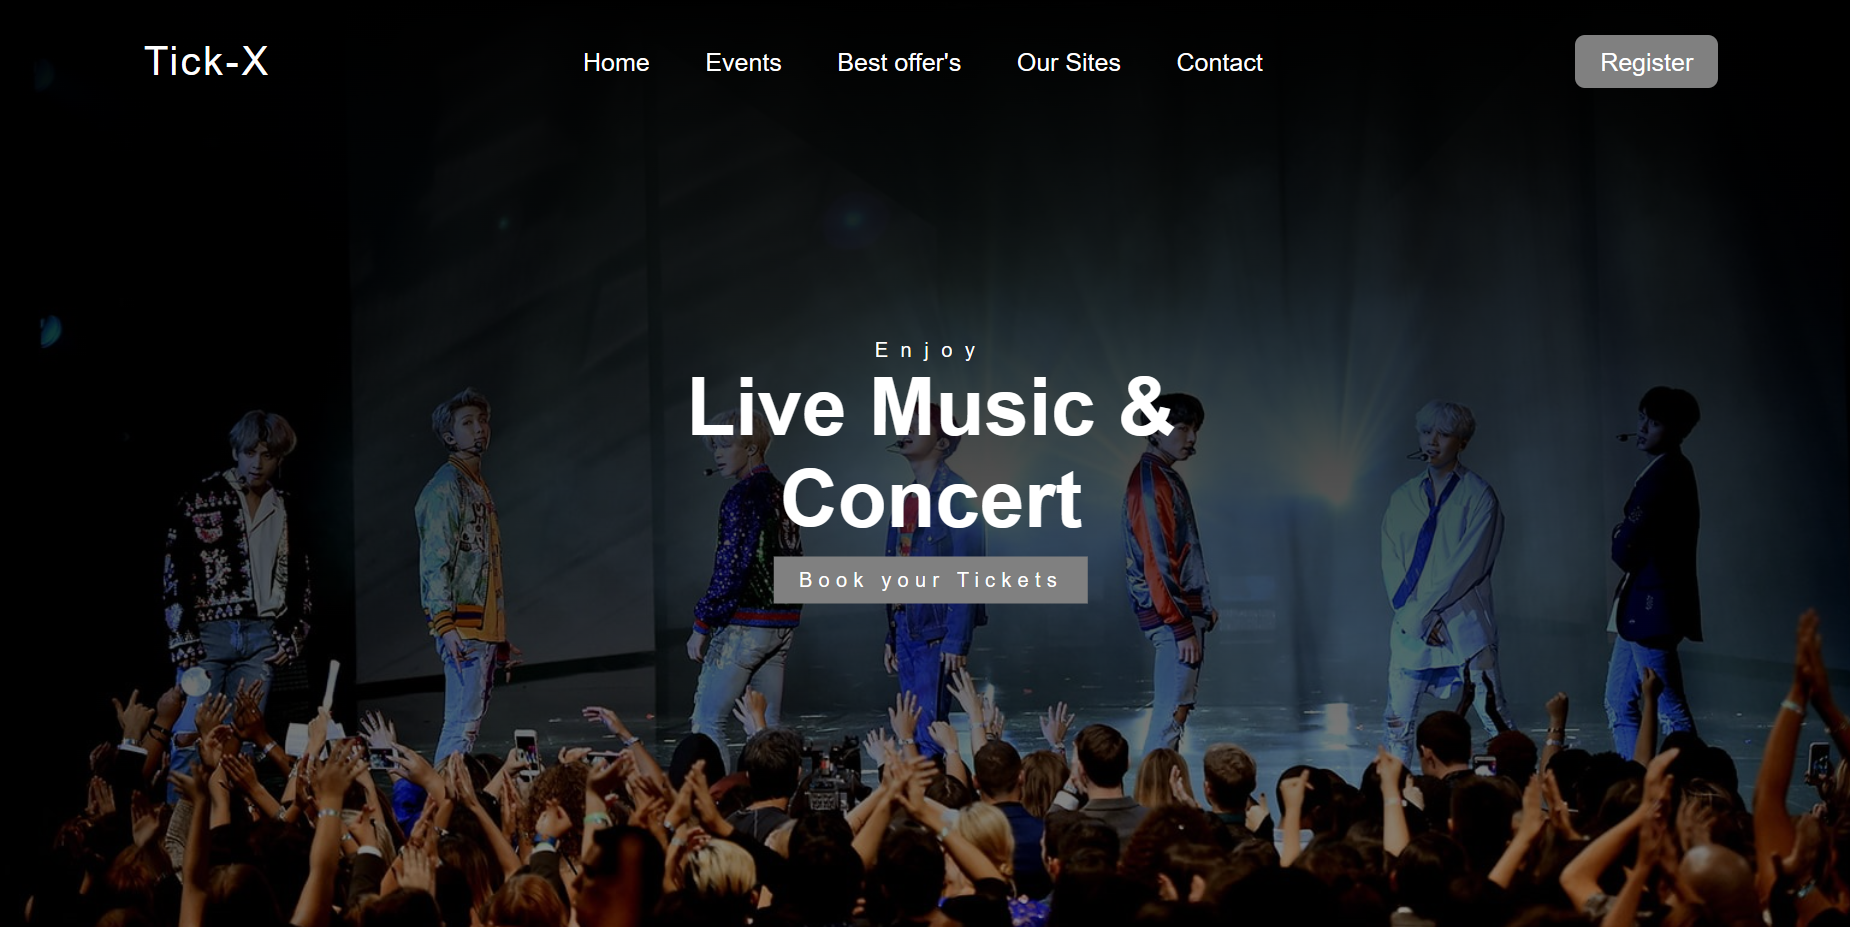 Tick-X
Home
Events
Best offer's
Our Sites
Contact
Register
Enjoy
Live Music &
Concert
Book your Tickets